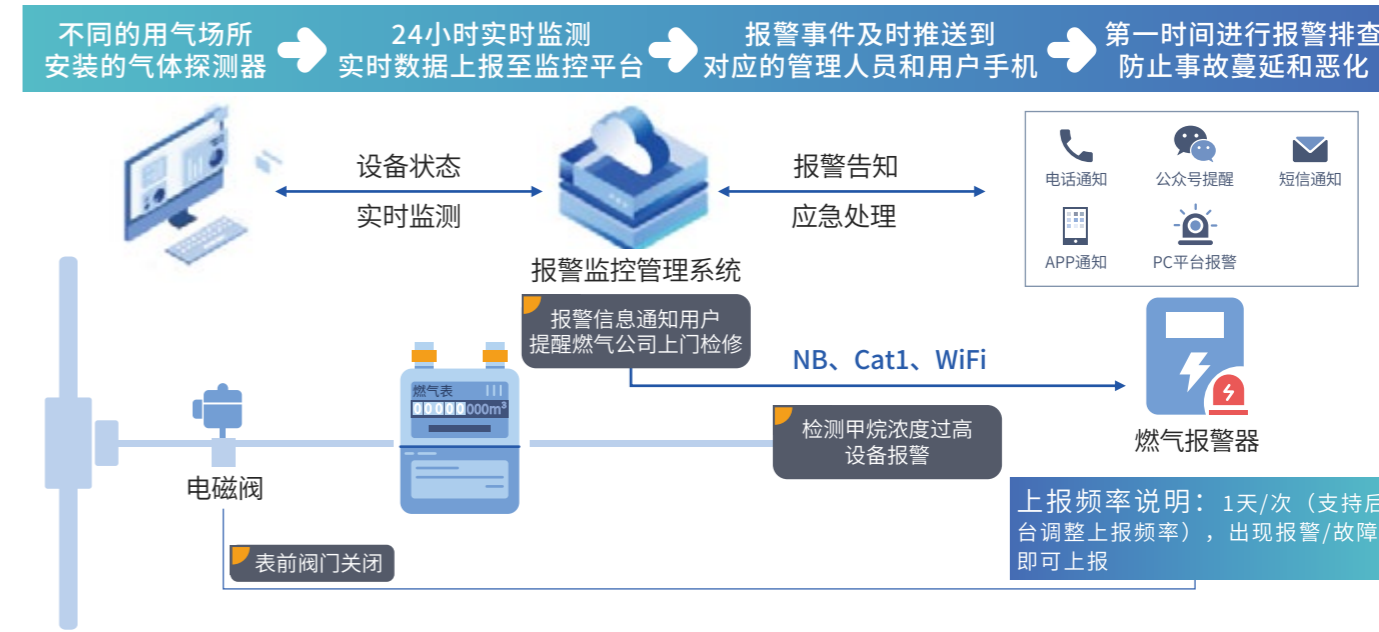 不同的用气场所
安装的气体探测器
24小时实时监测
实时数据上报至监控平台
报警事件及时推送到
对应的管理人员和用户手机
第一时间进行报警排查
防止事故蔓延和恶化
设备状态
实时监测
报警告知
应急处理
电话通知
公众号提醒
短信通知
APP通知
PC平台报警
报警监控管理系统
报警信息通知用户
提醒燃气公司上门检修
NB、Cat1、WiFi
燃气表
00000000m³
检测甲烷浓度过高
设备报警
燃气报警器
电磁阀
表前阀门关闭
上报频率说明：1天/次（支持后
台调整上报频率），出现报警/故障
即可上报